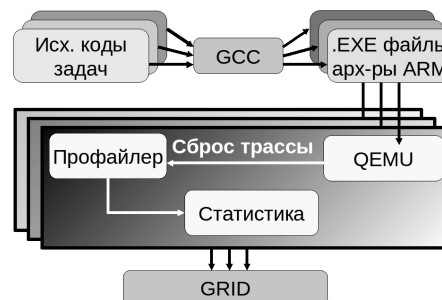 Исх. коды
задач
GCC
.EXE файлы
арх-ры ARM
Сброс трассы
Профайлер
QEMU
Статистика
GRID